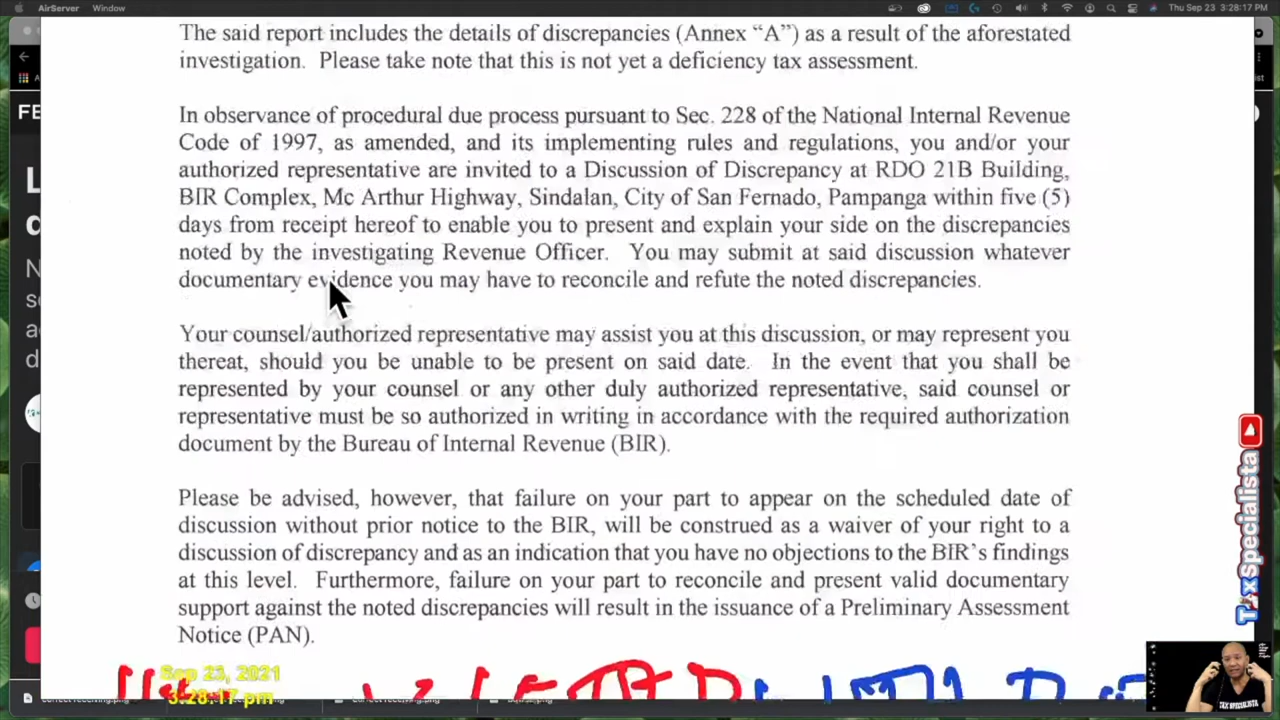 AirServer Window Thu Sep 23 3:28:17 PM
The said report includes the details of discrepancies (Annex “A”) as a result of the aforestated
investigation. Please take note that this is not yet a deficiency tax assessment.
In observance of procedural due process pursuant to Sec. 228 of the National Internal Revenue
Code of 1997, as amended, and its implementing rules and regulations, you and/or your
authorized representative are invited to a Discussion of Discrepancy at RDO 21B Building,
BIR Complex, Mc Arthur Highway, Sindalan, City of San Fernado, Pampanga within five (5)
days from receipt hereof to enable you to present and explain your side on the discrepancies
noted by the investigating Revenue Officer. You may submit at said discussion whatever
documentary evidence you may have to reconcile and refute the noted discrepancies.
Your counsel/authorized representative may assist you at this discussion, or may represent you
thereat, should you be unable to be present on said date. In the event that you shall be
represented by your counsel or any other duly authorized representative, said counsel or
representative must be so authorized in writing in accordance with the required authorization
document by the Bureau of Internal Revenue (BIR).
Please be advised, however, that failure on your part to appear on the scheduled date of
discussion without prior notice to the BIR, will be construed as a waiver of your right to a
discussion of discrepancy and as an indication that you have no objections to the BIR’s findings
at this level. Furthermore, failure on your part to reconcile and present valid documentary
support against the noted discrepancies will result in the issuance of a Preliminary Assessment
Notice (PAN).
Sep 23, 2021
3:28:17 pm
TaxSpecialista
TAX SPECIALISTA